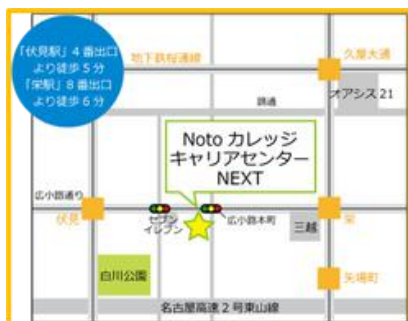 「伏見駅」4番出口
より徒歩5分
「栄駅」8番出口
より徒歩6分
地下鉄桜通線
久屋大通
オアシス21
錦通
Noto カレッジ
キャリアセンター
NEXT
広小路通り
伏見
セブン
イレブン
広小路本町
三越
栄
白川公園
矢場町
名古屋高速2号東山線